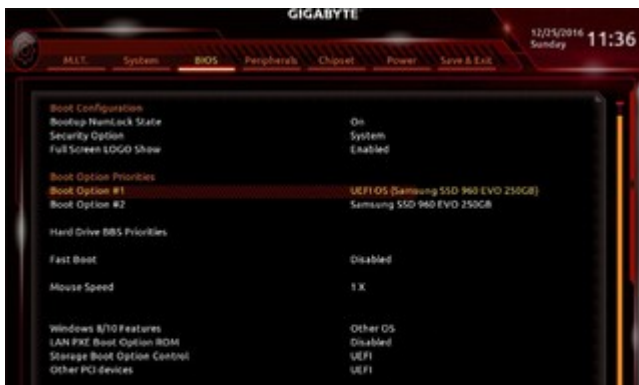 GIGABYTE
12/25/2016
Sunday
11:36
M.I.T. System BIOS Peripherals Chipset Power Save & Exit
Boot Configuration
Bootup NumLock State On
Security Option System
Full Screen LOGO Show Enabled
Boot Option Priorities
Boot Option #1 UEFI OS (Samsung SSD 960 EVO 250GB)
Boot Option #2 Samsung SSD 960 EVO 250GB
Hard Drive BBS Priorities
Fast Boot Disabled
Mouse Speed 1 X
Windows 8/10 Features Other OS
LAN PXE Boot Option ROM Disabled
Storage Boot Option Control UEFI
Other PCI devices UEFI